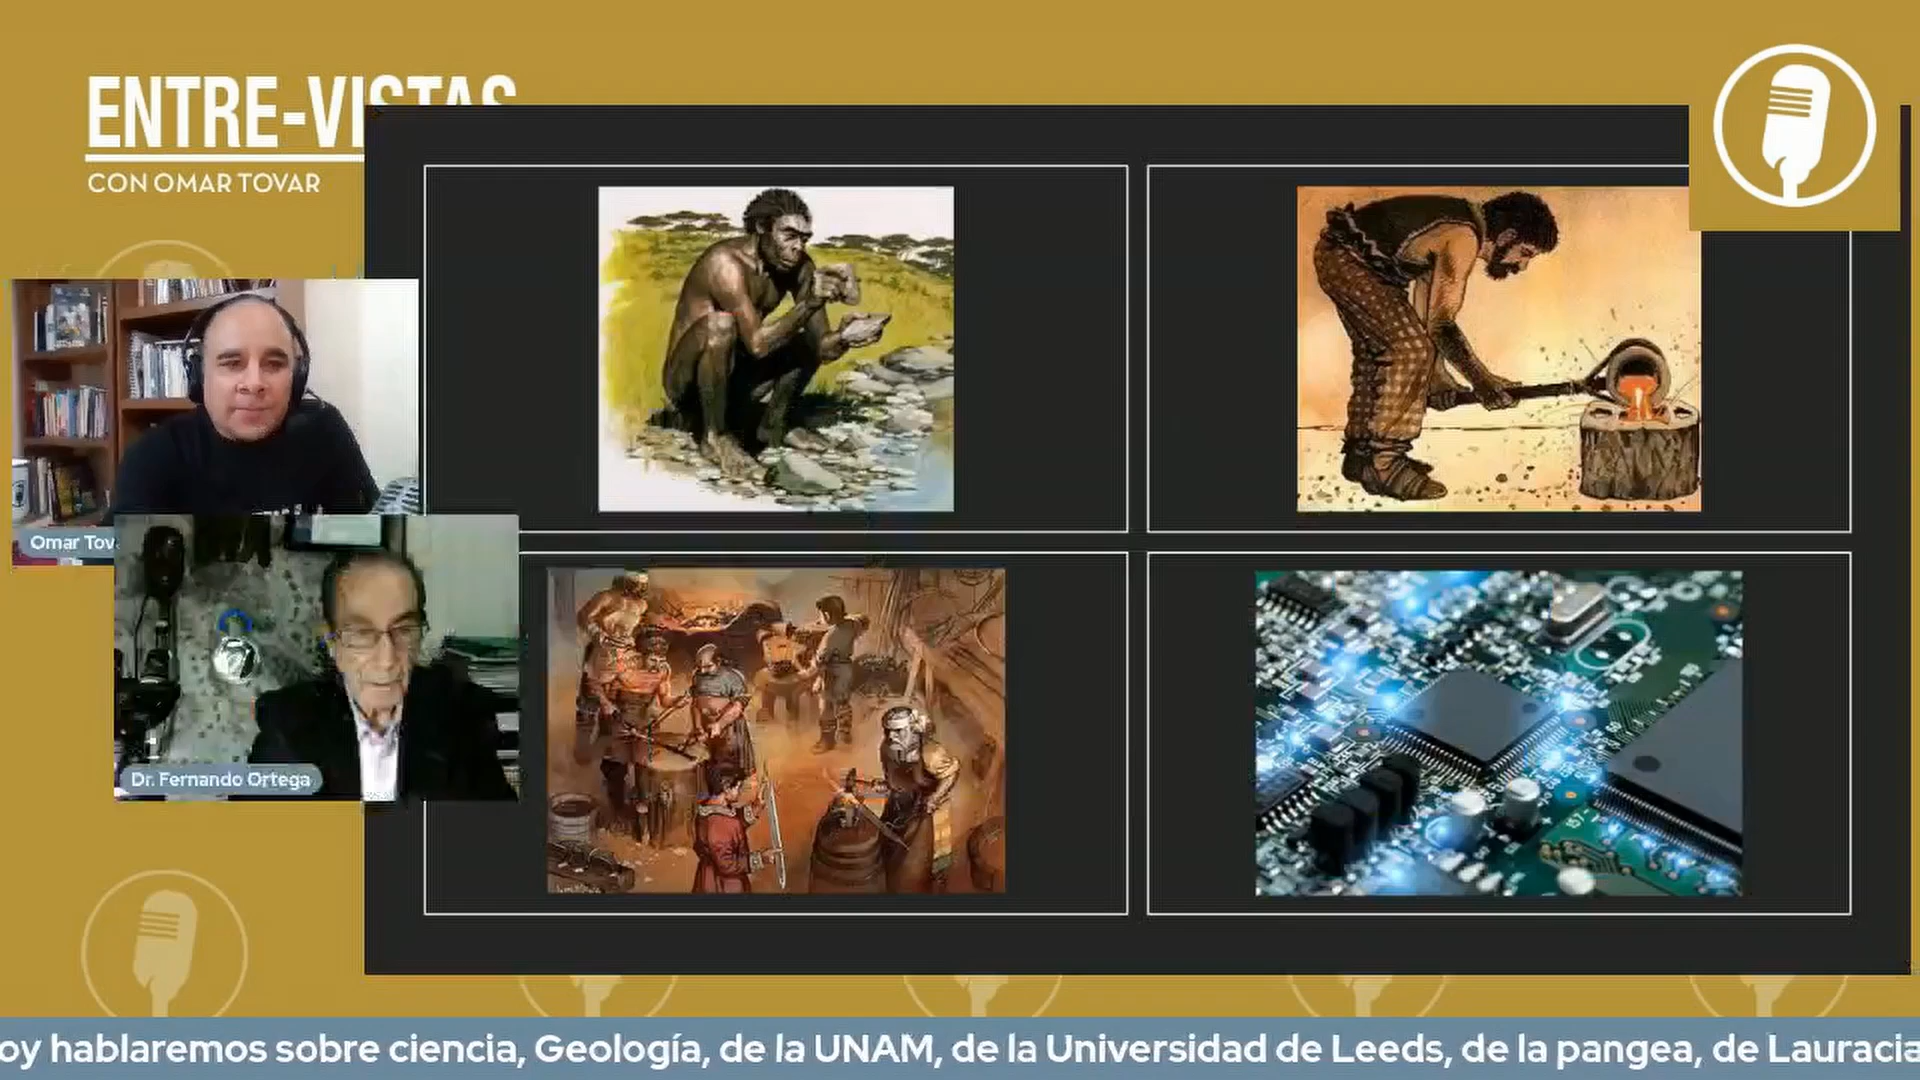 ENTRE-VISTAS
CON OMAR TOVAR
Omar Tov
Dr. Fernando Ortega
oy hablaremos sobre ciencia, Geología, de la UNAM, de la Universidad de Leeds, de la pangea, de Lauracia